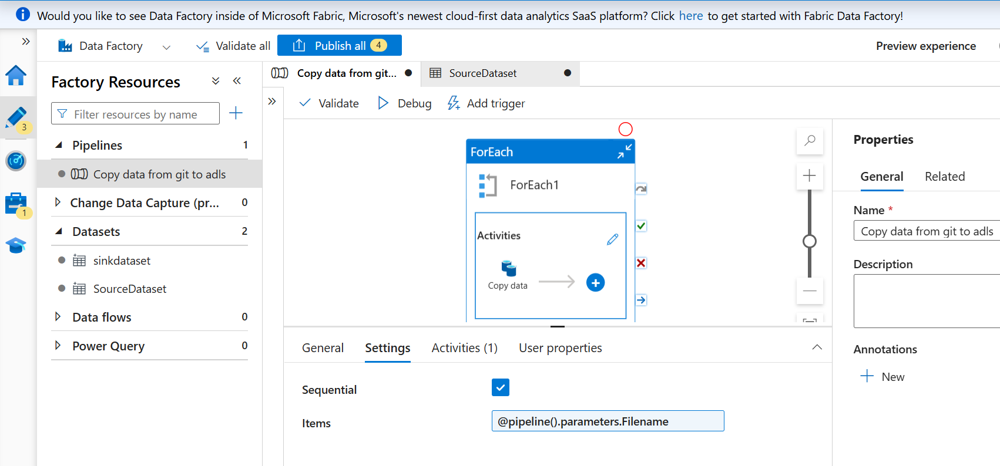 Would you like to see Data Factory inside of Microsoft Fabric, Microsoft's newest cloud-first data analytics SaaS platform? Click here to get started with Fabric Data Factory!
Data Factory
Validate all
Publish all 4
Preview experience
Factory Resources
Filter resources by name
3
Pipelines 1
Copy data from git to adls
Change Data Capture (pr... 0
1
Datasets 2
sinkdataset
SourceDataset
Data flows 0
Power Query 0
Copy data from git...
SourceDataset
Validate
Debug
Add trigger
ForEach
ForEach1
Activities
Copy data
General
Settings
Activities (1)
User properties
Sequential
Items
@pipeline().parameters.Filename
Properties
General
Related
Name *
Copy data from git to adls
Description
Annotations
New